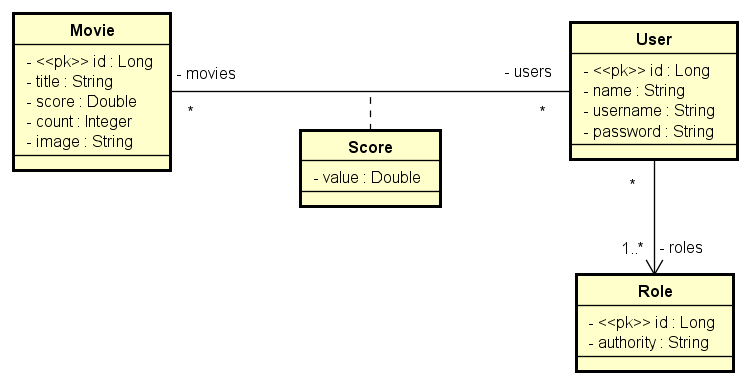 Movie
- <<pk>> id : Long
- title : String
- score : Double
- count : Integer
- image : String
- movies
*
- users
*
User
- <<pk>> id : Long
- name : String
- username : String
- password : String
Score
- value : Double
*
1..*
- roles
Role
- <<pk>> id : Long
- authority : String